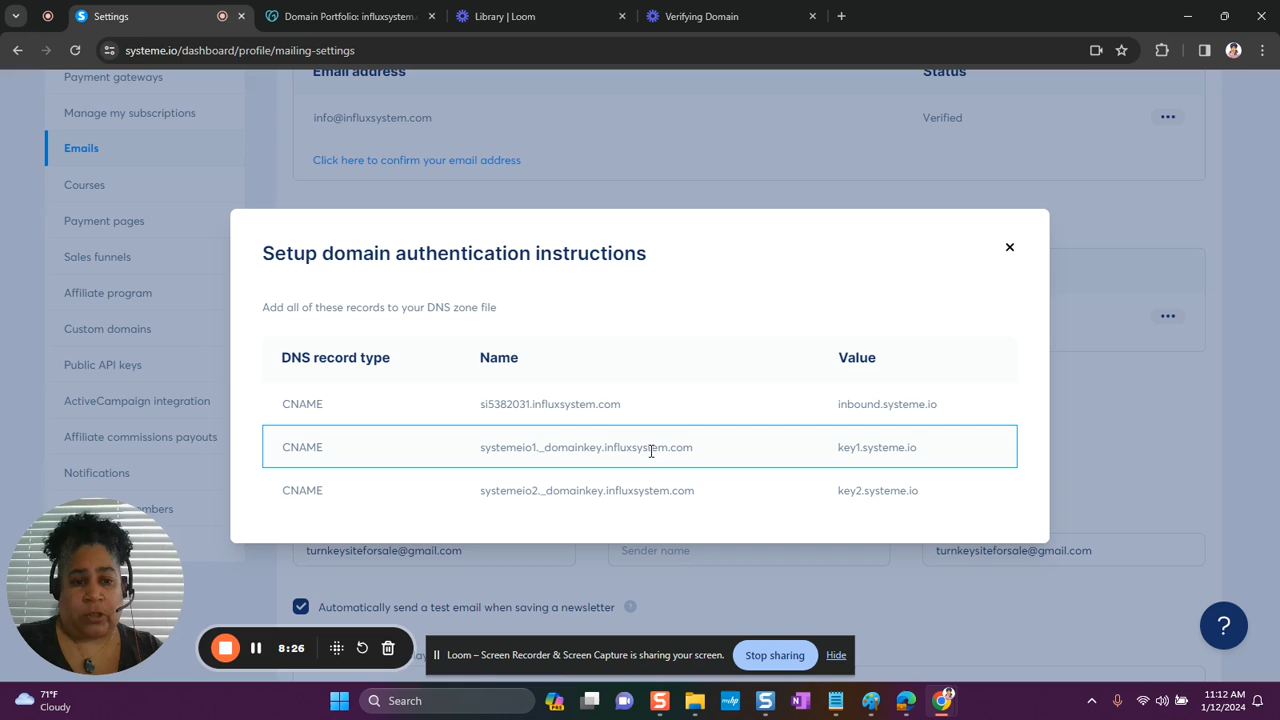 Settings
Domain Portfolio: influxsystem.
Library | Loom
Verifying Domain
systeme.io/dashboard/profile/mailing-settings
Payment gateways
Manage my subscriptions
Emails
Courses
Payment pages
Sales funnels
Affiliate program
Custom domains
Public API keys
ActiveCampaign integration
Affiliate commissions payouts
Notifications
Email address
Status
info@influxsystem.com
Verified
Click here to confirm your email address
Setup domain authentication instructions
Add all of these records to your DNS zone file
DNS record type Name Value
CNAME si5382031.influxsystem.com inbound.systeme.io
CNAME systemeio1._domainkey.influxsystem.com key1.systeme.io
CNAME systemeio2._domainkey.influxsystem.com key2.systeme.io
turnkeysiteforsale@gmail.com Sender name turnkeysiteforsale@gmail.com
Automatically send a test email when saving a newsletter ?
?
8:26
Loom – Screen Recorder & Screen Capture is sharing your screen. Stop sharing Hide
71°F
Cloudy
Search
11:12 AM
1/12/2024